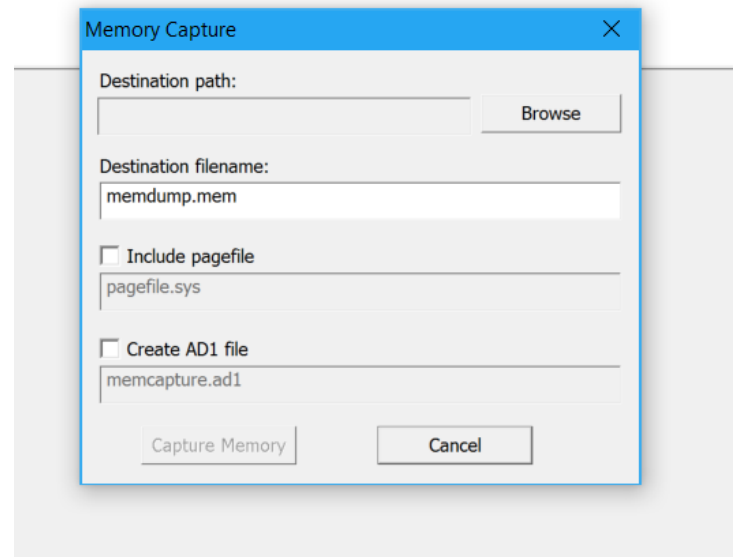 Memory Capture
Destination path:
Browse
Destination filename:
memdump.mem
Include pagefile
pagefile.sys
Create AD1 file
memcapture.ad1
Capture Memory Cancel